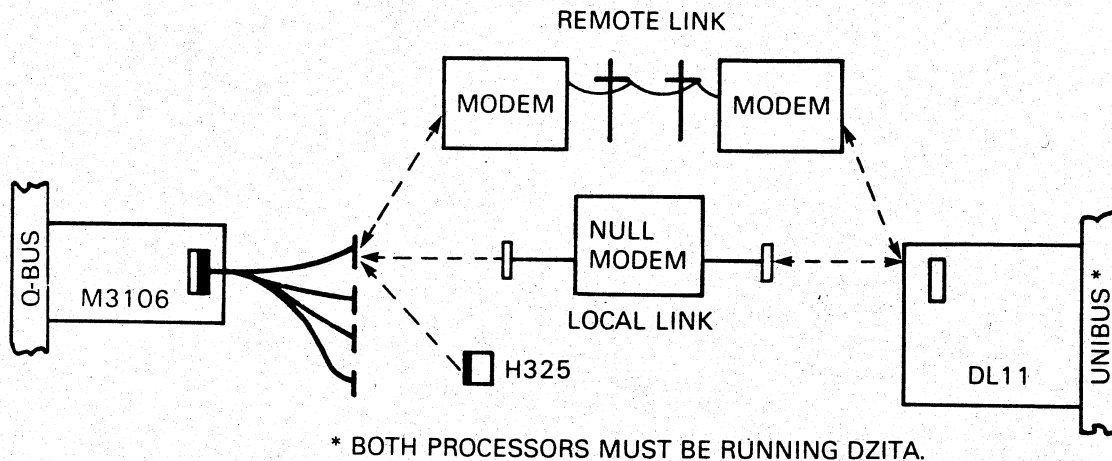 REMOTE LINK
MODEM
MODEM
Q-BUS
M3106
NULL
MODEM
LOCAL LINK
H325
DL11
UNIBUS *
* BOTH PROCESSORS MUST BE RUNNING DZITA.